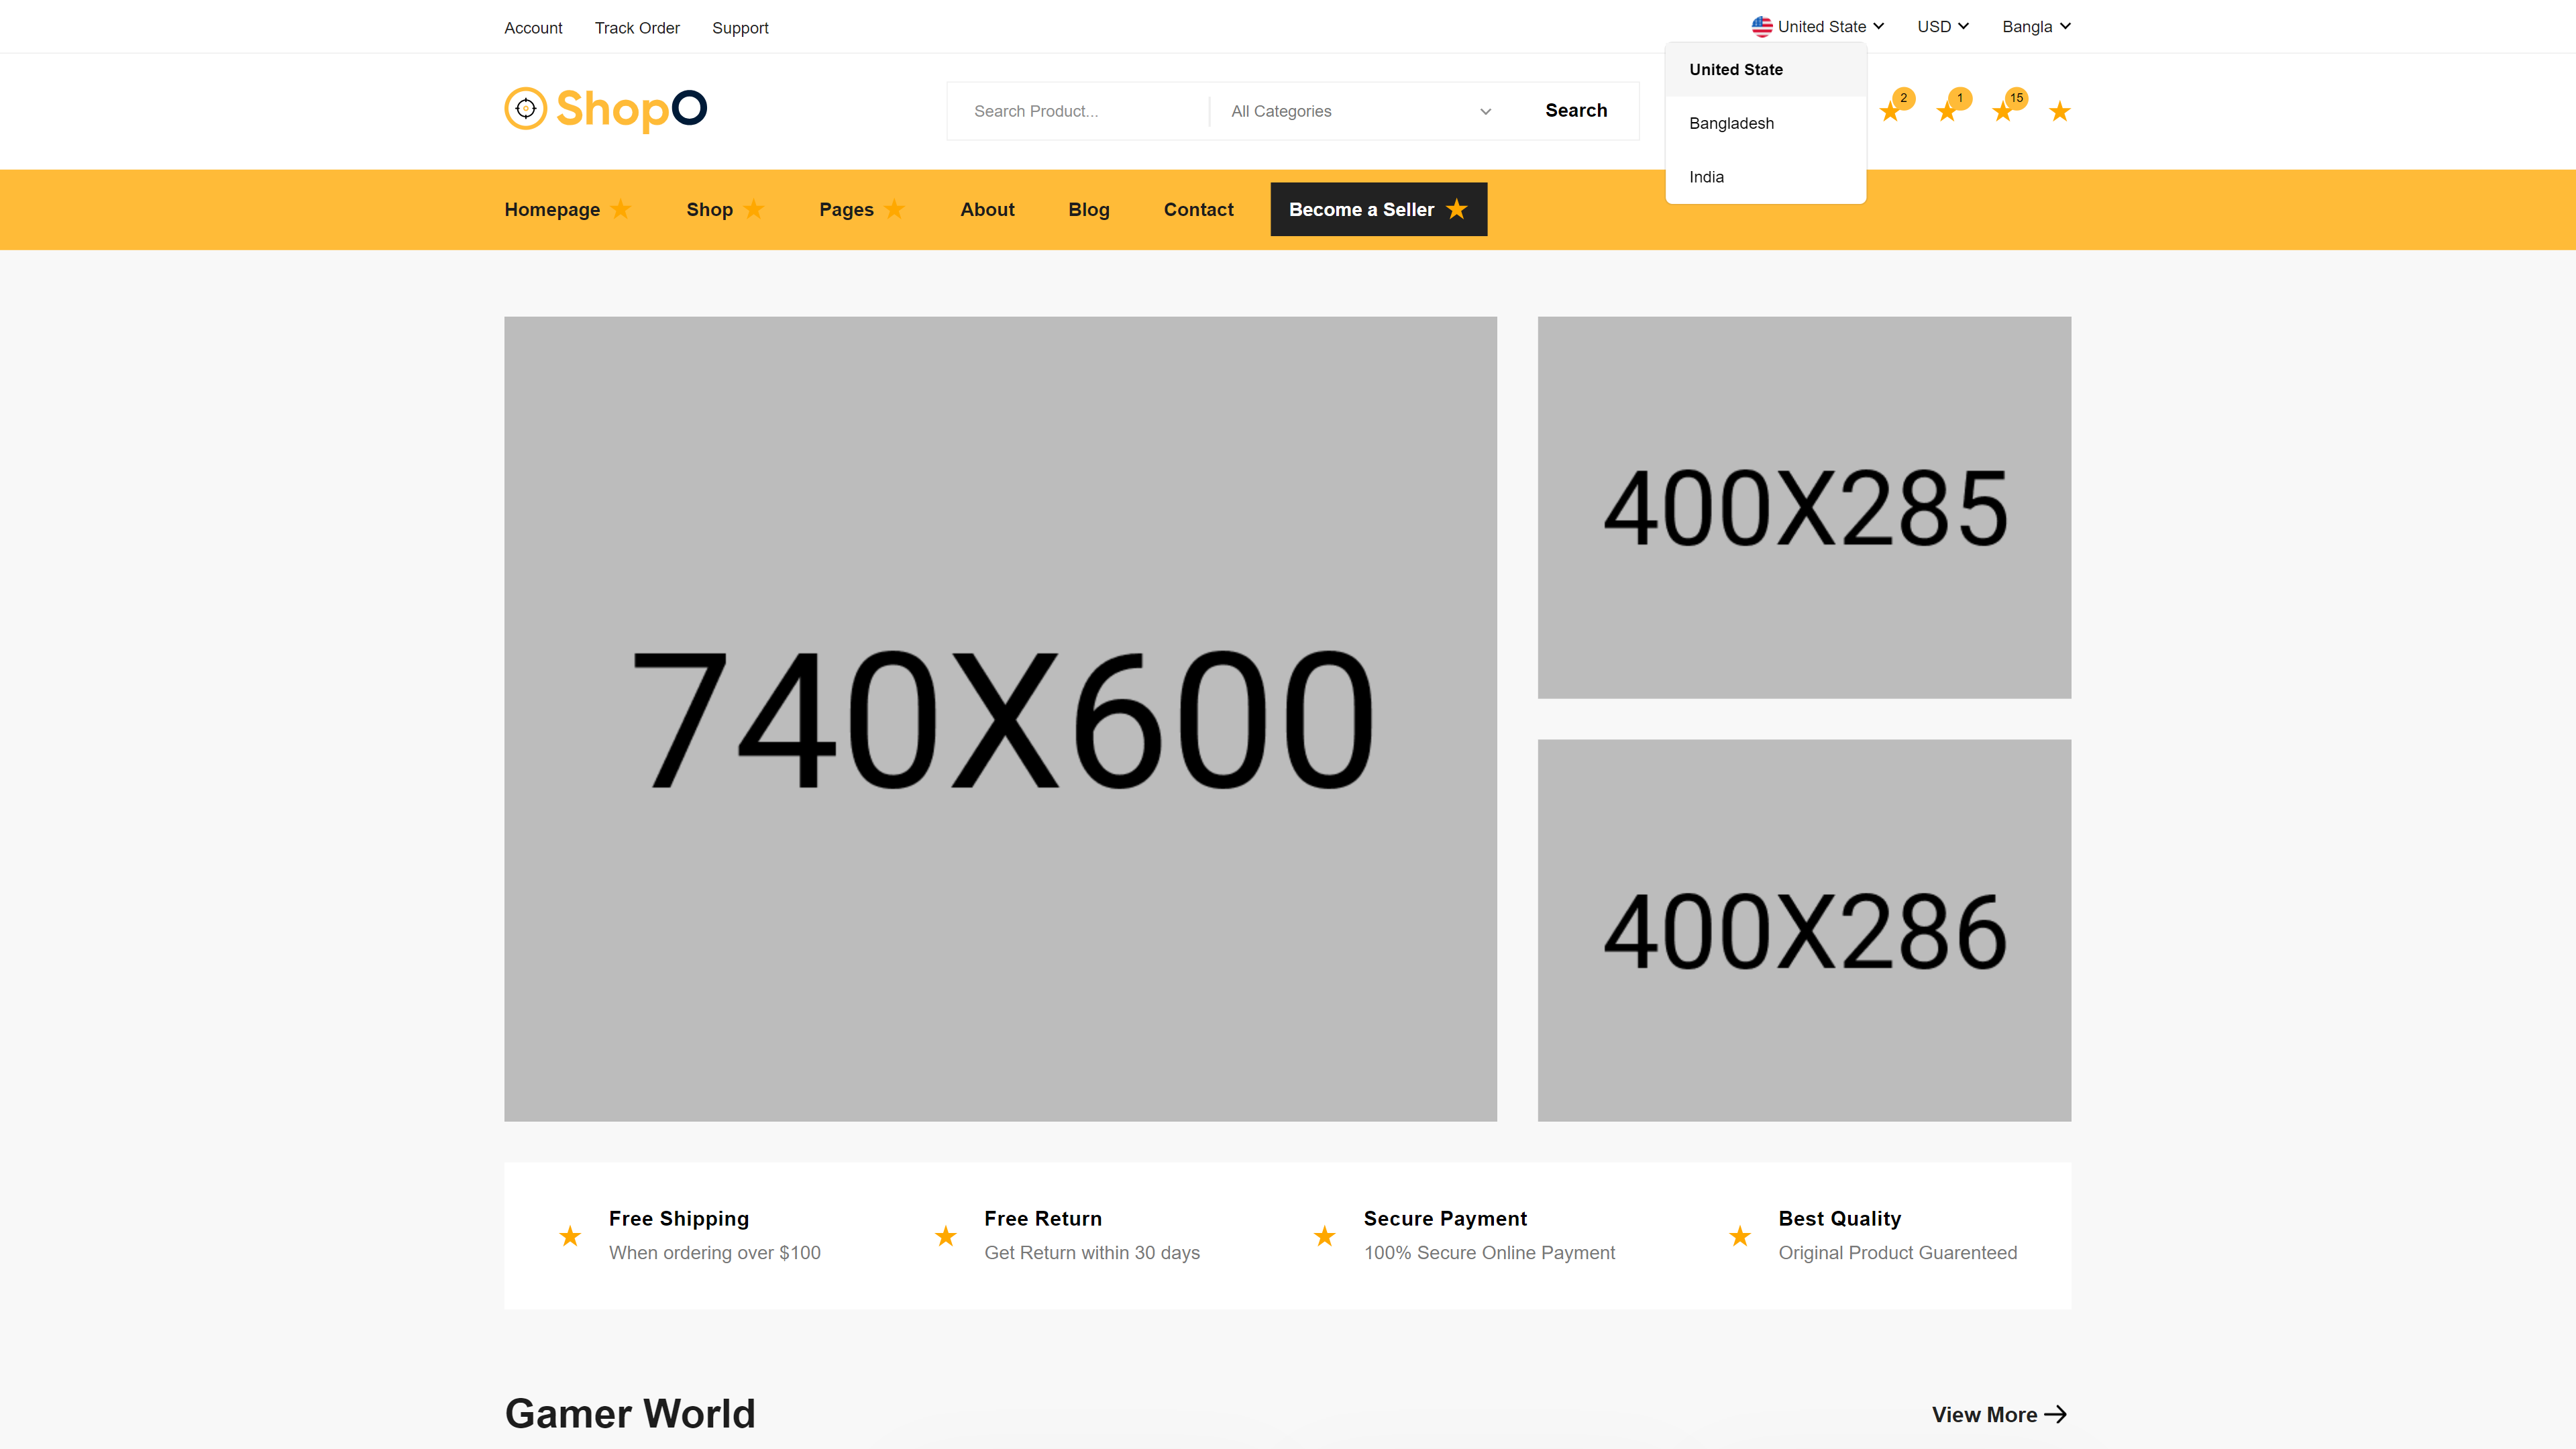 Account Track Order Support United State USD Bangla
ShopO Search Product... All Categories Search 2 1 15
United State
Bangladesh
India
Homepage Shop Pages About Blog Contact Become a Seller
740X600
400X285
400X286
Free Shipping
When ordering over $100
Free Return
Get Return within 30 days
Secure Payment
100% Secure Online Payment
Best Quality
Original Product Guarenteed
Gamer World View More